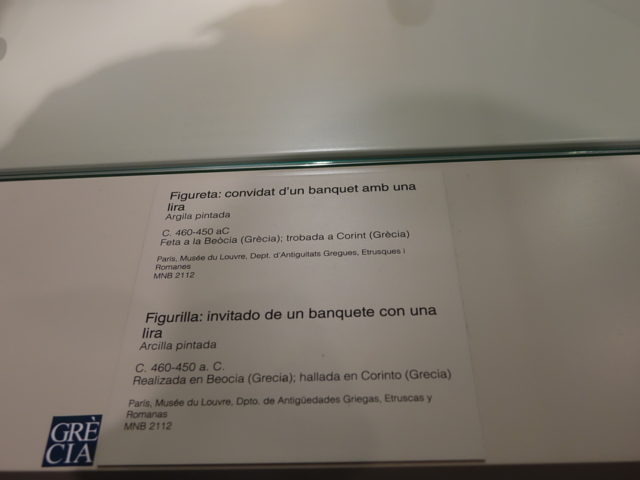 Figureta: convidat d'un banquet amb una
lira
Argila pintada
C. 460-450 aC
Feta a la Beòcia (Grècia); trobada a Corint (Grècia)
París, Musée du Louvre, Dept. d'Antiguitats Gregues, Etrusques i
Romanes
MNB 2112
Figurilla: invitado de un banquete con una
lira
Arcilla pintada
C. 460-450 a. C.
Realizada en Beocia (Grecia); hallada en Corinto (Grecia)
París, Musée du Louvre, Dpto. de Antigüedades Griegas, Etruscas y
Romanas
MNB 2112
GRÈ
CIA